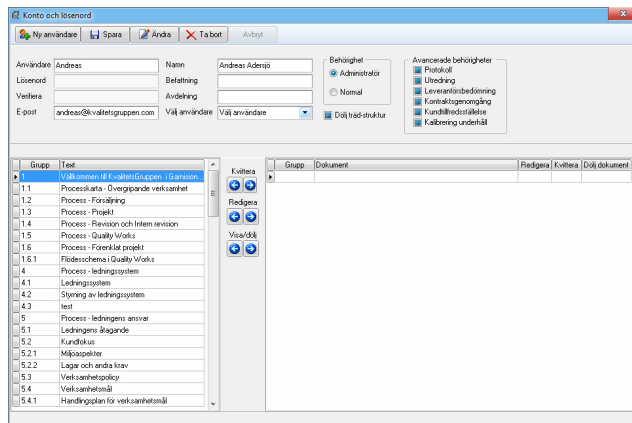 Konto och lösenord
Ny användare Spara Ändra Ta bort Avbryt
Användare Andreas Namn Andreas Adersjö Behörighet Avancerade behörigheter
Lösenord Befattning Administratör Protokoll
Verifiera Avdelning Normal Utredning
E-post andreas@kvalitetsgruppen.com Välj användare Välj användare Dölj träd-struktur Leverantörsbedömning
Kontraktsgenomgång
Kundtillfredsställelse
Kalibrering underhåll
Grupp Text Kvittera Grupp Dokument Redigera Kvittera Dölj dokument
1 Välkommen till KvalitetsGruppen i Garnision...
1.1 Processkarta - Övergripande verksamhet
1.2 Process - Försäljning
Redigera
1.3 Process - Projekt
1.4 Process - Revision och Intern revision
1.5 Process - Quality Works
Visa/dölj
1.6 Process - Förenklat projekt
1.6.1 Flödesschema i Quality Works
4 Process - ledningssystem
4.1 Ledningssystem
4.2 Styrning av ledningssystem
4.3 test
5 Process - ledningens ansvar
5.1 Ledningens åtagande
5.2 Kundfokus
5.2.1 Miljöaspekter
5.2.2 Lagar och andra krav
5.3 Verksamhetspolicy
5.4 Verksamhetsmål
5.4.1 Handlingsplan för verksamhetsmål